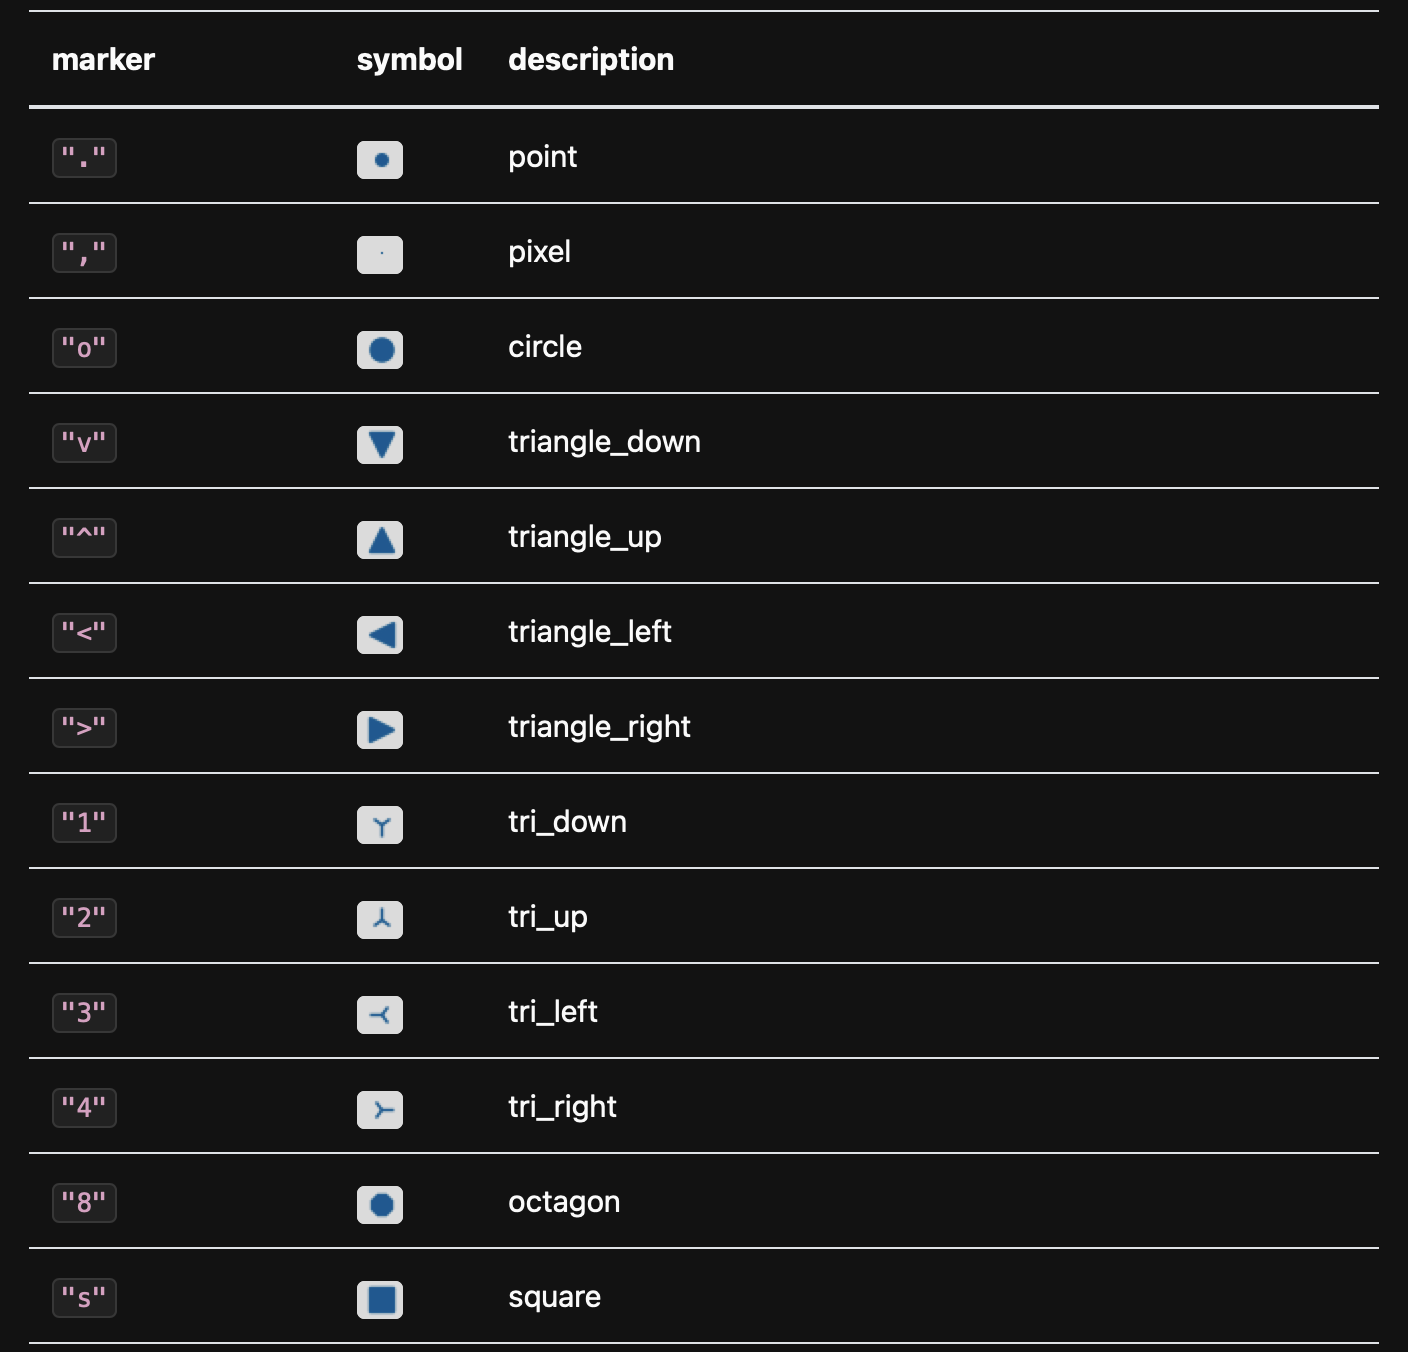 marker symbol description
"." point
"," pixel
"o" circle
"v" triangle_down
"^" triangle_up
"<" triangle_left
">" triangle_right
"1" tri_down
"2" tri_up
"3" tri_left
"4" tri_right
"8" octagon
"s" square